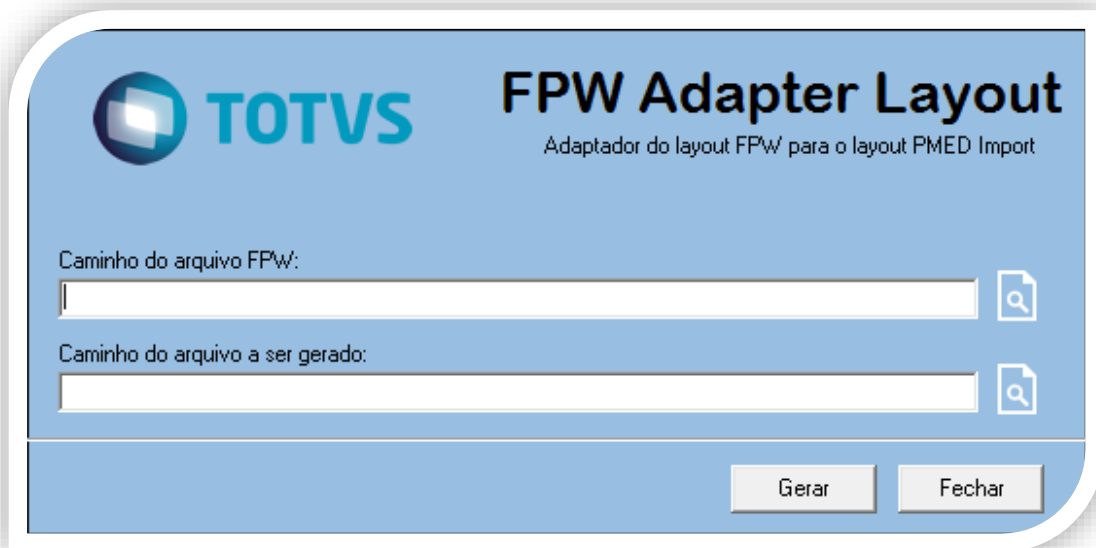 TOTVS
FPW Adapter Layout
Adaptador do layout FPW para o layout PMED Import
Caminho do arquivo FPW:
Caminho do arquivo a ser gerado:
Gerar
Fechar